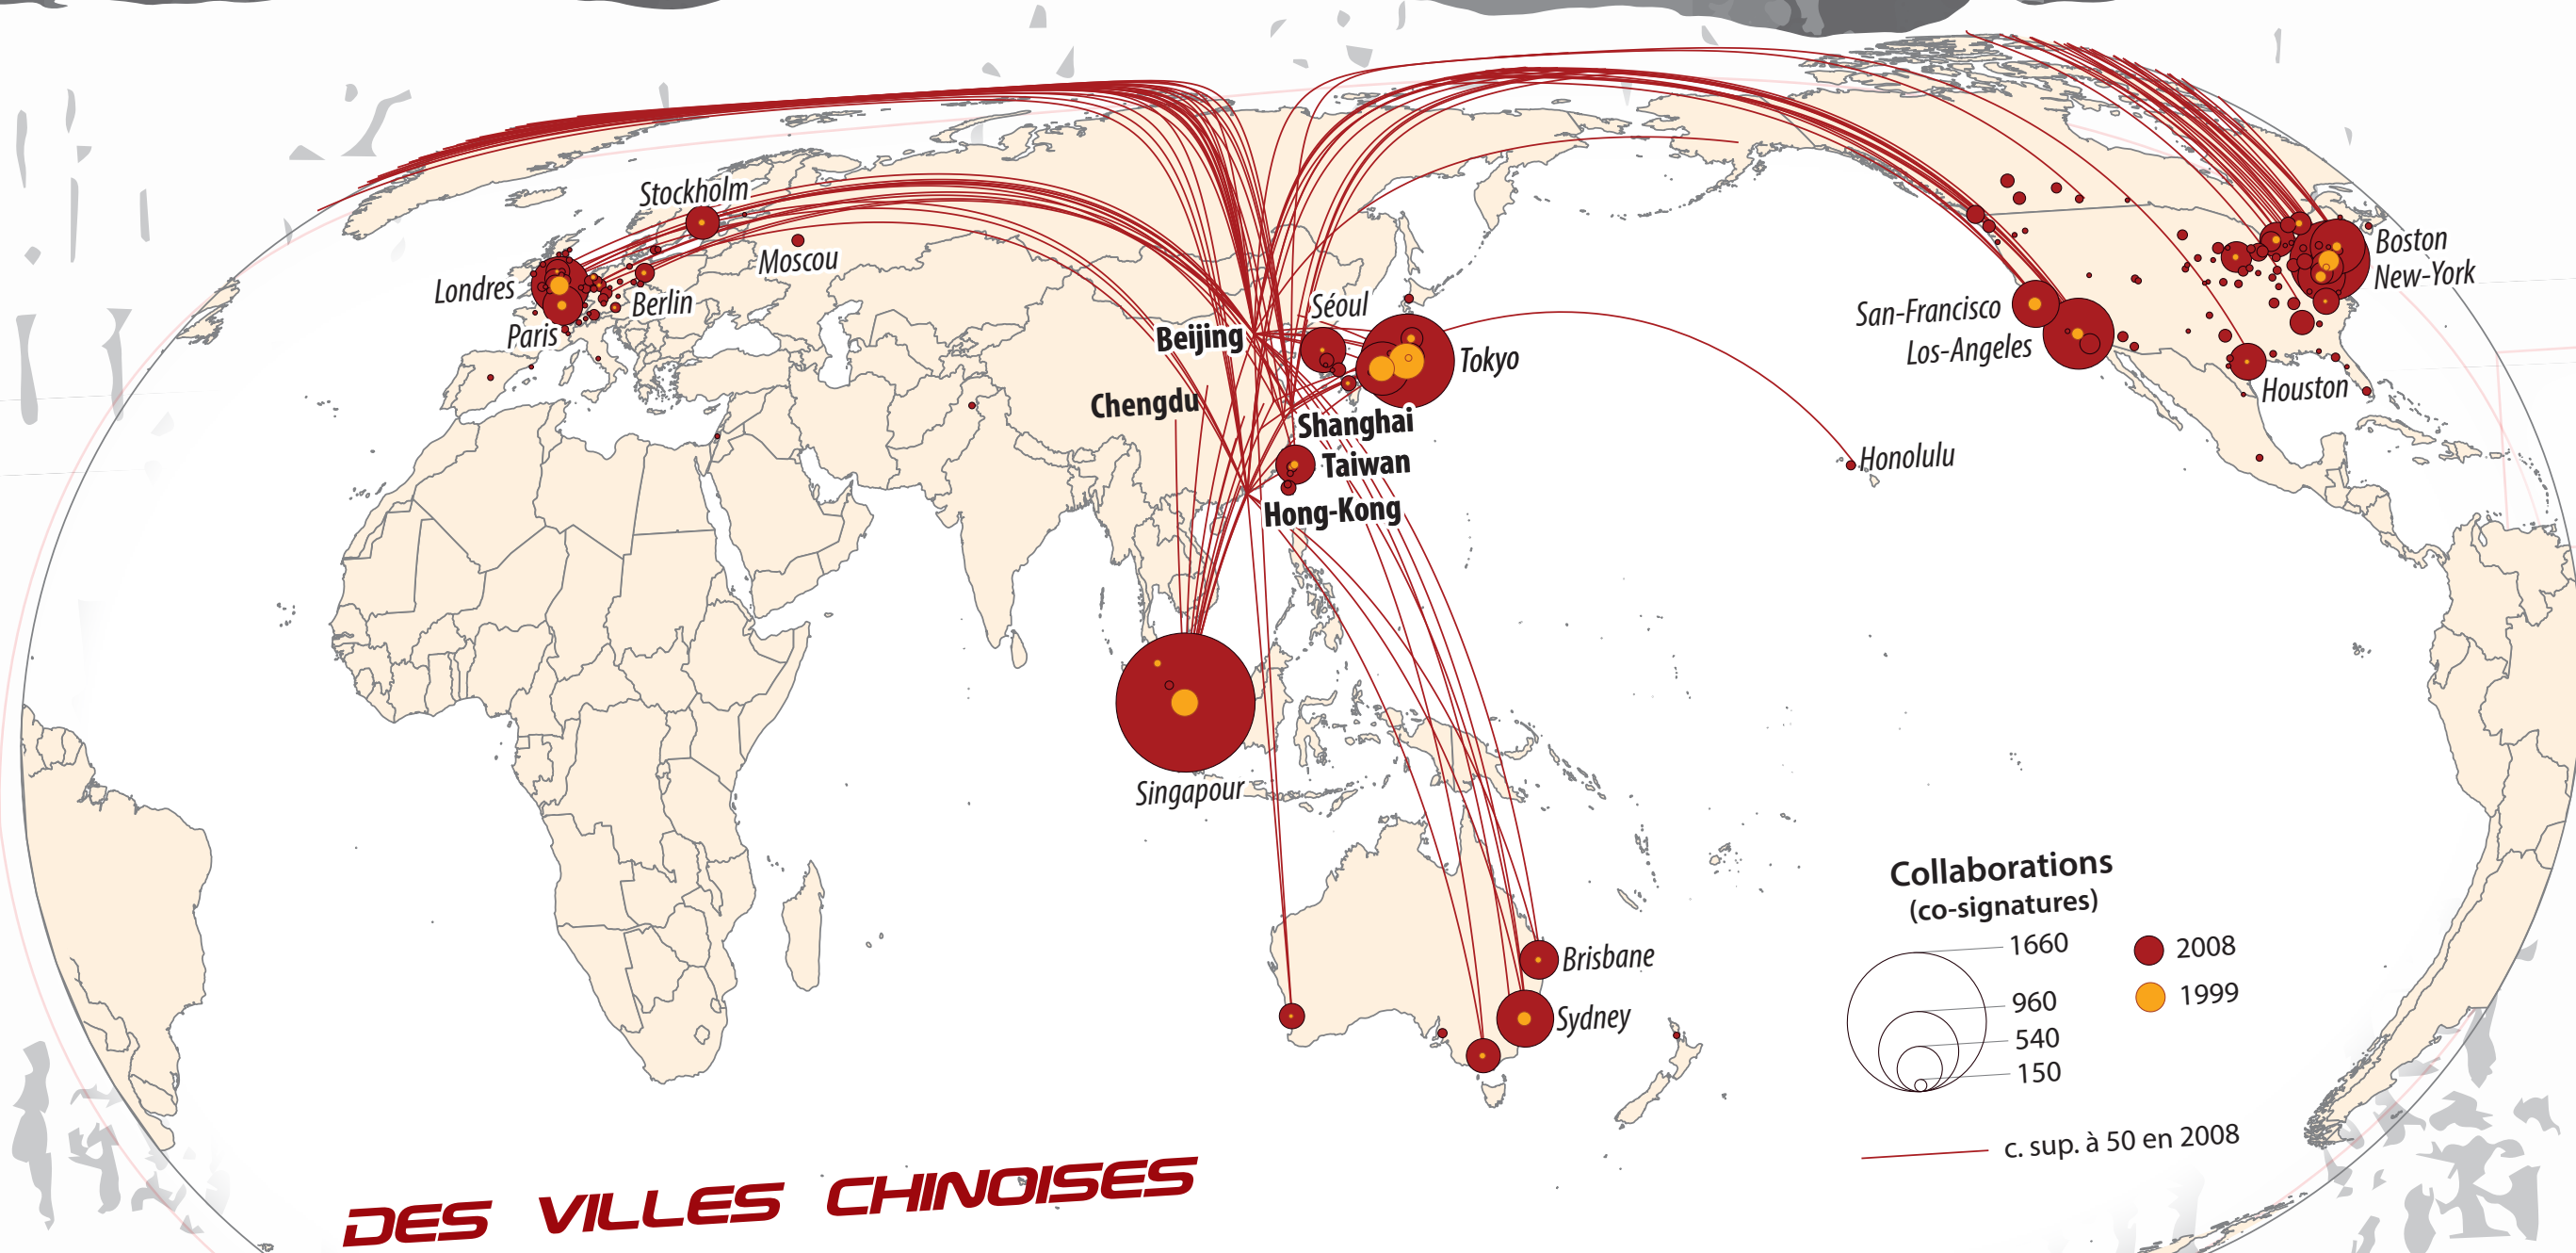 Stockholm
Moscou
Londres
Berlin
Paris
Beijing
Séoul
Tokyo
Chengdu
Shanghai
Taiwan
Hong-Kong
Honolulu
San-Francisco
Los-Angeles
Houston
Boston
New-York
Singapour
Brisbane
Sydney
Collaborations
(co-signatures)
1660
960
540
150
2008
1999
c. sup. à 50 en 2008
DES VILLES CHINOISES